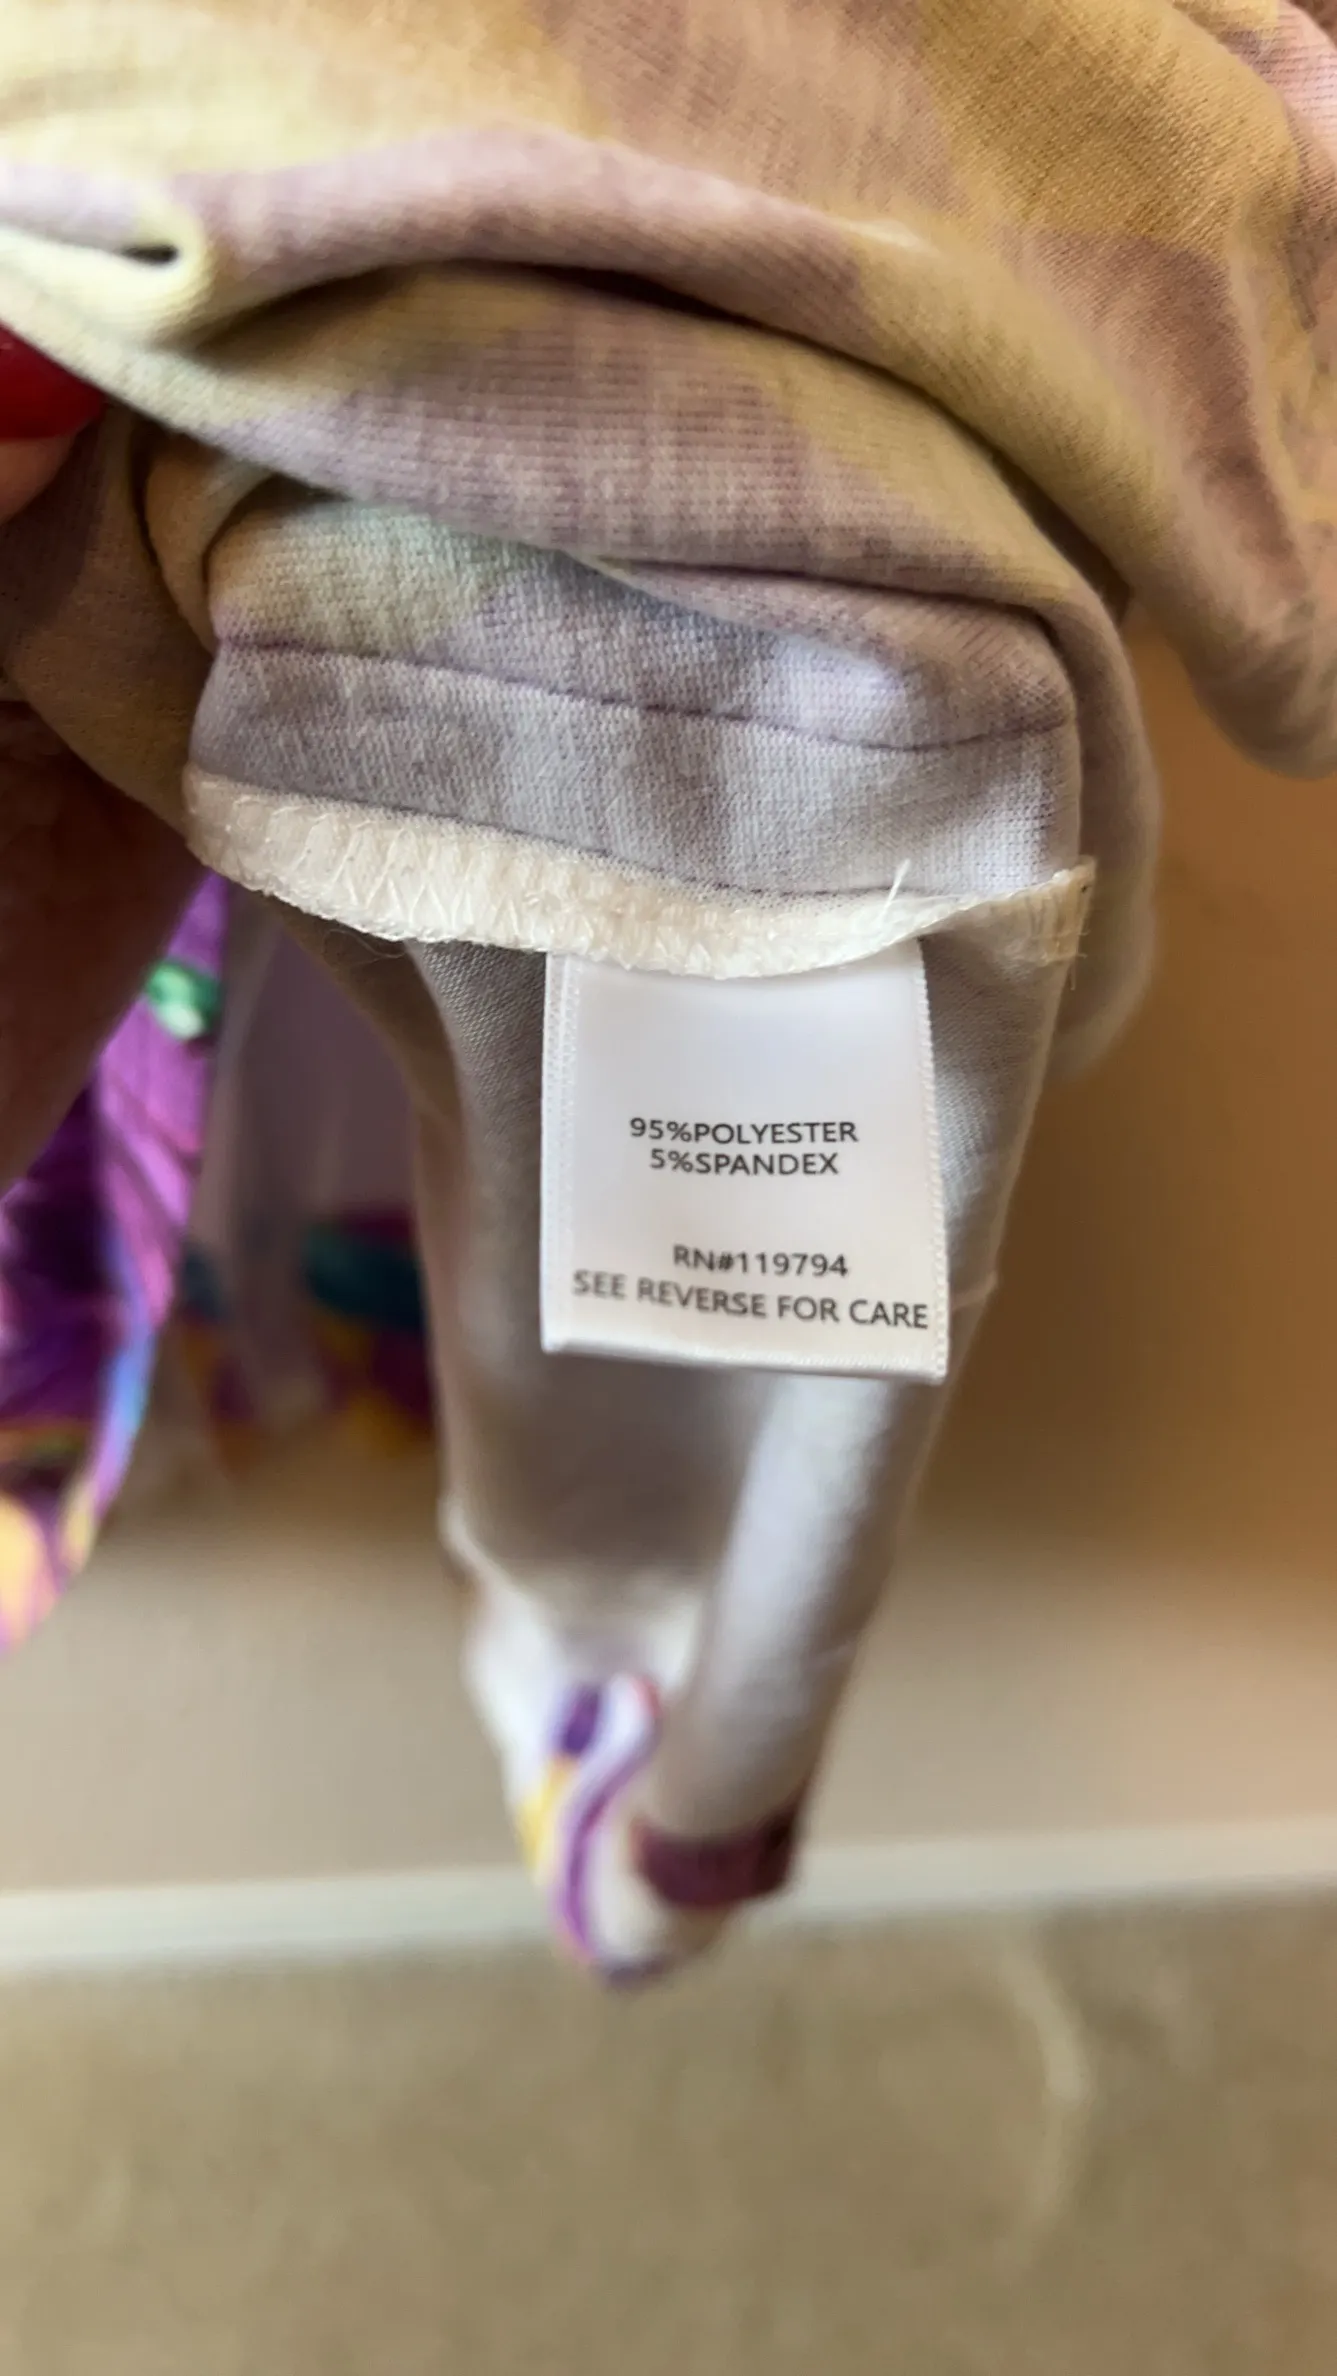 95%POLYESTER
5%SPANDEX
RN#119794
SEE REVERSE FOR CARE